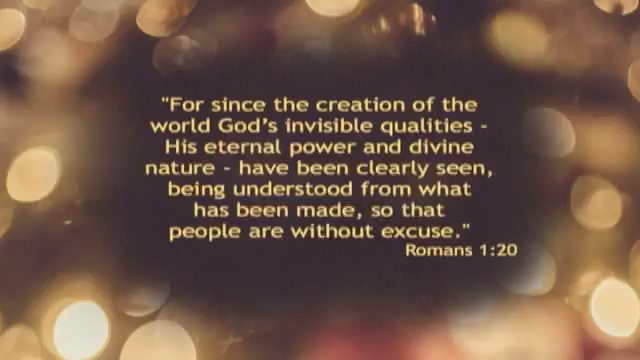 "For since the creation of the
world God's invisible qualities -
His eternal power and divine
nature - have been clearly seen,
being understood from what
has been made, so that
people are without excuse."
Romans 1:20